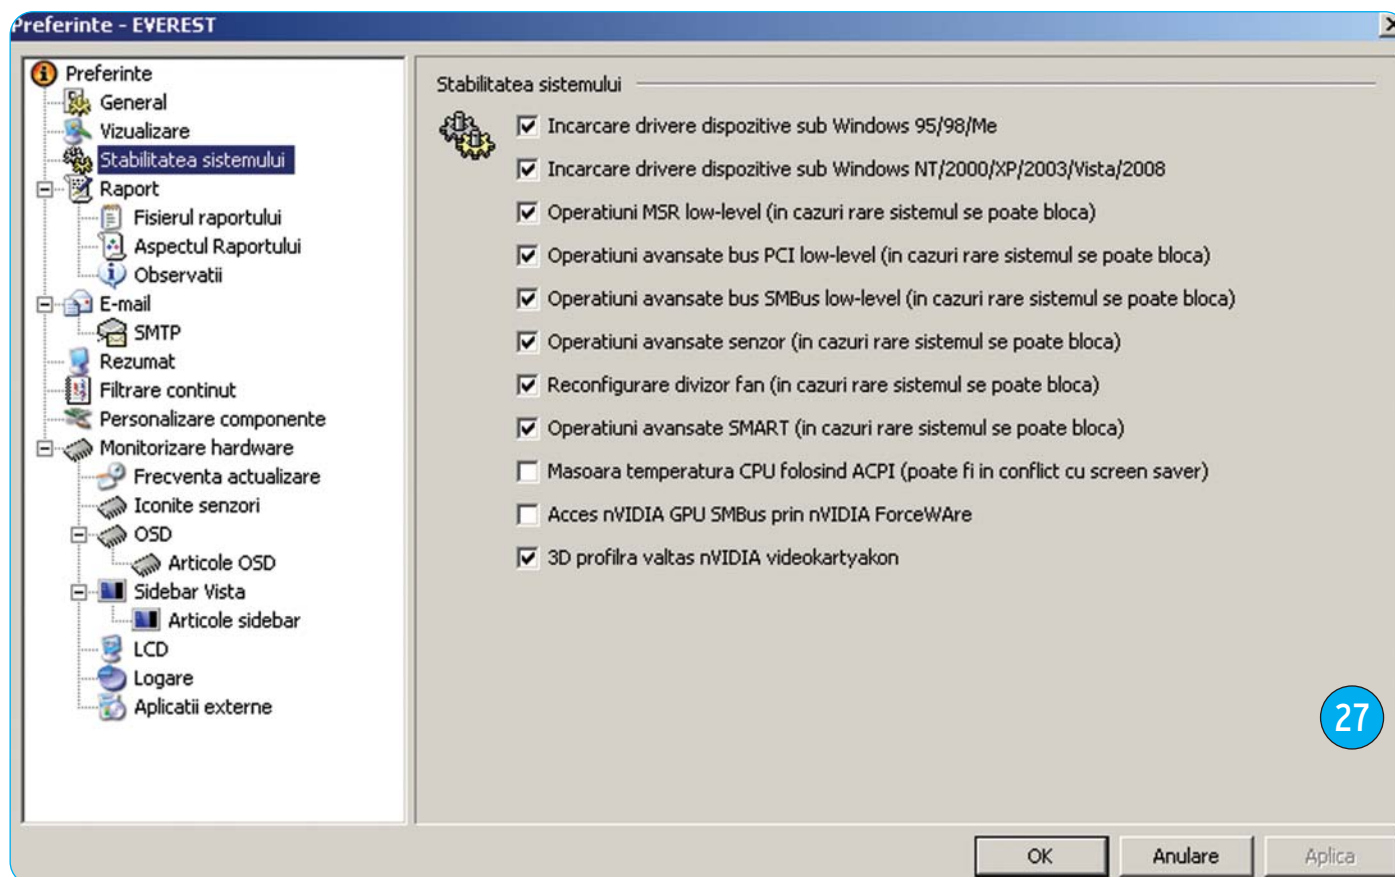 Preferinte - EVEREST
Preferinte
General
Vizualizare
Stabilitatea sistemului
Raport
Fisierul raportului
Aspectul Raportului
Observatii
E-mail
SMTP
Rezumat
Filtrare continut
Personalizare componente
Monitorizare hardware
Frecventa actualizare
Iconite senzori
OSD
Articole OSD
Sidebar Vista
Articole sidebar
LCD
Logare
Aplicatii externe
Stabilitatea sistemului
Incarcare drivere dispozitive sub Windows 95/98/Me
Incarcare drivere dispozitive sub Windows NT/2000/XP/2003/Vista/2008
Operatiuni MSR low-level (in cazuri rare sistemul se poate bloca)
Operatiuni avansate bus PCI low-level (in cazuri rare sistemul se poate bloca)
Operatiuni avansate bus SMBus low-level (in cazuri rare sistemul se poate bloca)
Operatiuni avansate senzor (in cazuri rare sistemul se poate bloca)
Reconfigurare divizor fan (in cazuri rare sistemul se poate bloca)
Operatiuni avansate SMART (in cazuri rare sistemul se poate bloca)
Masoara temperatura CPU folosind ACPI (poate fi in conflict cu screen saver)
Acces nVIDIA GPU SMBus prin nVIDIA ForceWAre
3D profilra valtas nVIDIA videokartyakon
27
OK
Anulare
Aplica